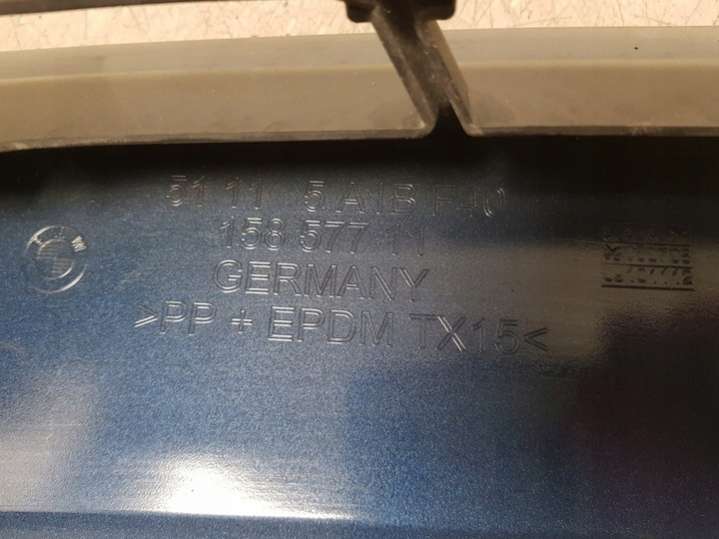 51 11 5 A1B F40
158 577 11
GERMANY
>PP + EPDM TX15<